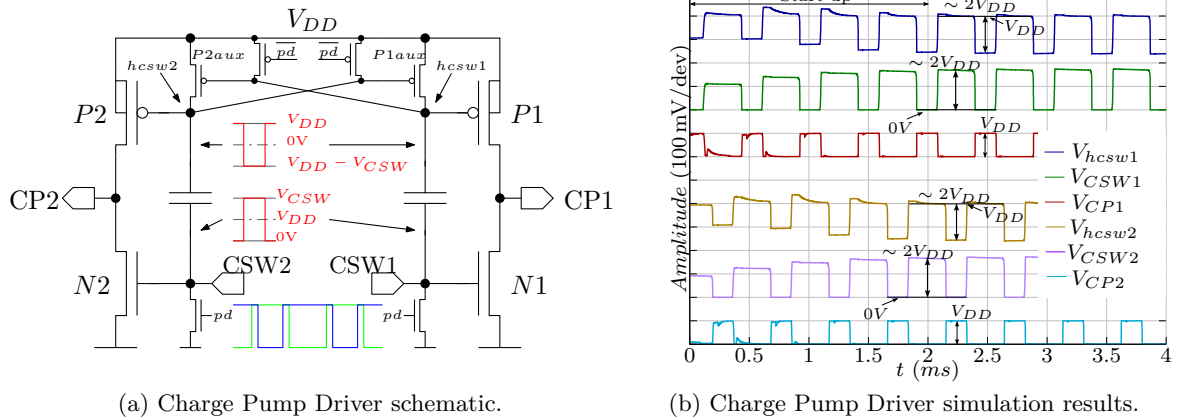 V_DD
P2aux
pd
pd
P1aux
hcsw2
hcsw1
P2
P1
V_DD
0V
V_DD − V_CSW
CP2
CP1
V_CSW
V_DD
0V
CSW2
CSW1
N2
N1
pd
pd
(a) Charge Pump Driver schematic.
∼ 2V_DD
V_DD
∼ 2V_DD
0V
V_DD
∼ 2V_DD
V_DD
∼ 2V_DD
0V
V_DD
V_hcsw1
V_CSW1
V_CP1
V_hcsw2
V_CSW2
V_CP2
Amplitude (100 mV/dev)
0 0.5 1 1.5 2 2.5 3 3.5 4
t (ms)
(b) Charge Pump Driver simulation results.